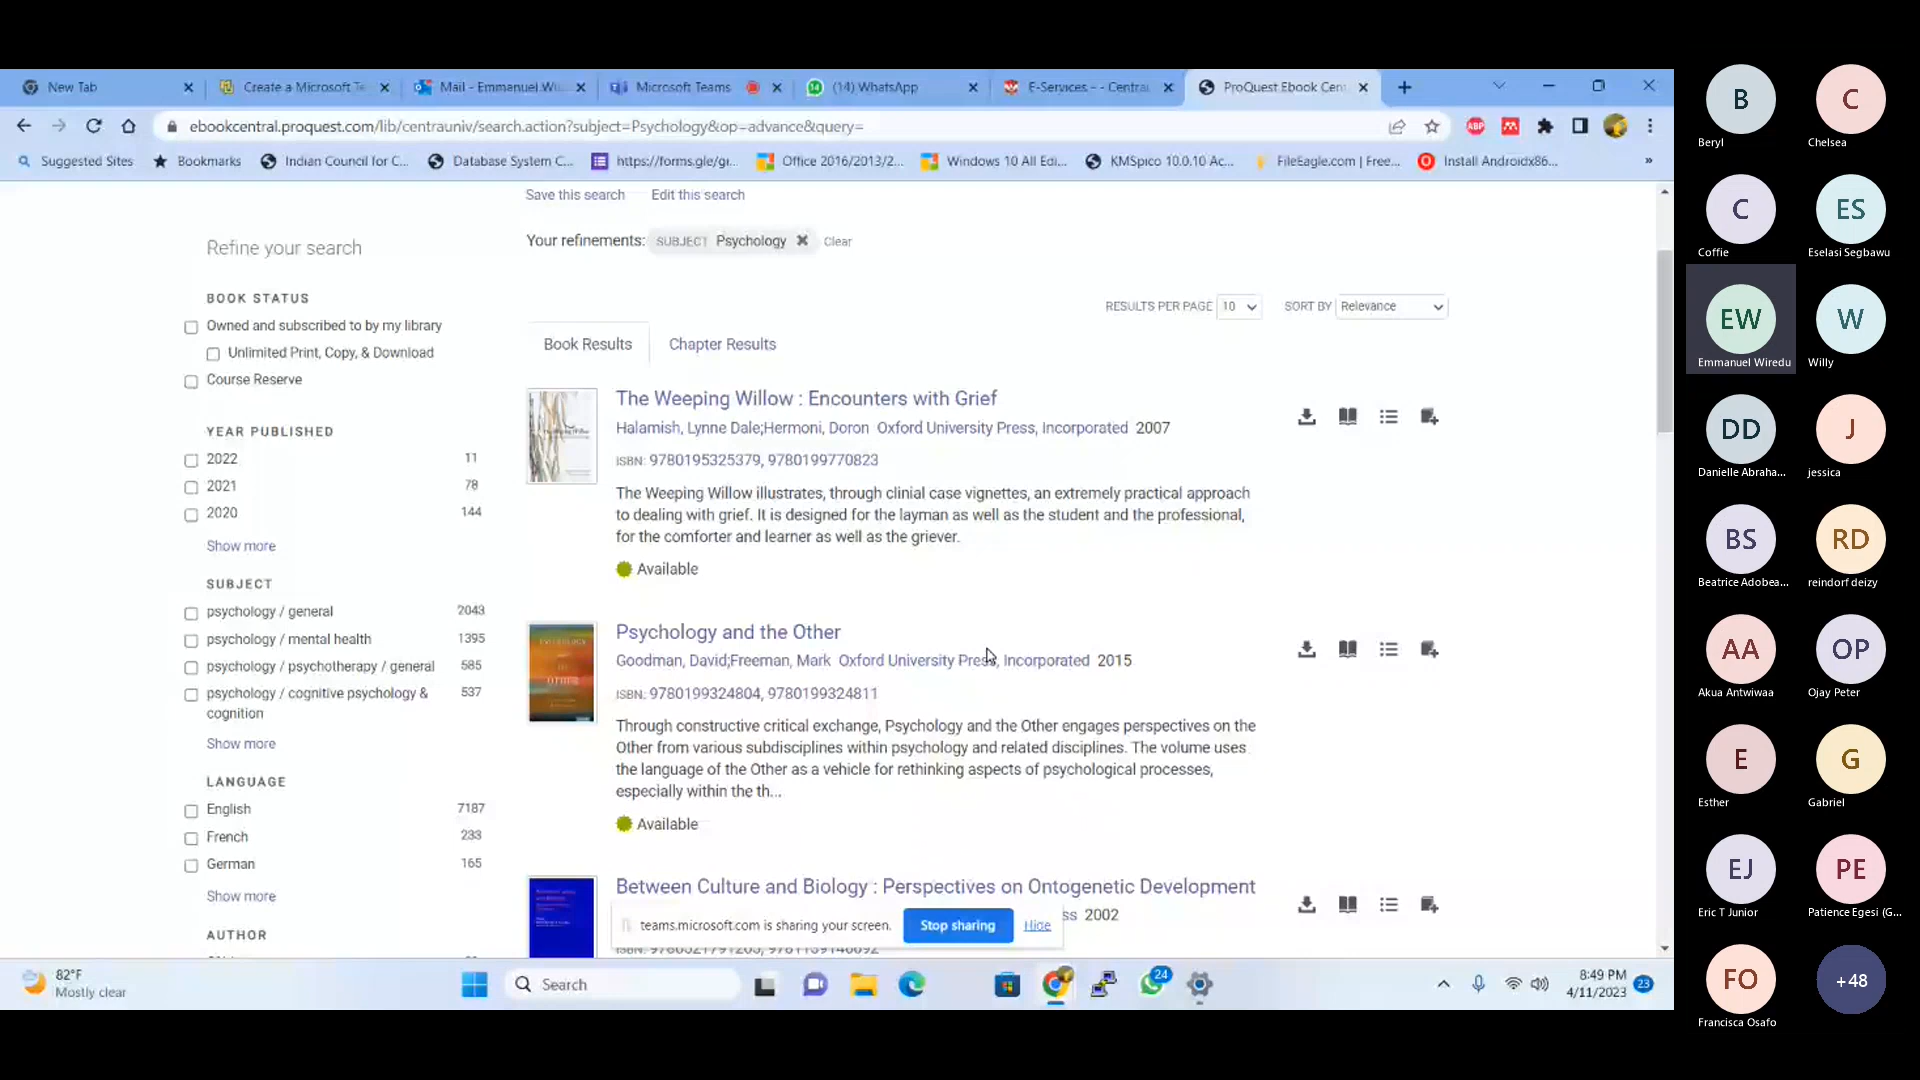 New Tab
Create a Microsoft Te
Mail - Emmanuel Wi
Microsoft Teams
(14) WhatsApp
E-Services - - Central
ProQuest Ebook Cen
ebookcentral.proquest.com/lib/centrauniv/search.action?subject=Psychology&op=advance&query=
Suggested Sites
Bookmarks
Indian Council for C...
Database System C...
https://forms.gle/gr...
Office 2016/2013/2...
Windows 10 All Edi...
KMSpico 10.0.10 Ac...
FileEagle.com | Free...
Install Androidx86...
»
ABP
Save this search
Edit this search
Your refinements: SUBJECT Psychology ✖ Clear
Refine your search
BOOK STATUS
Owned and subscribed to by my library
Unlimited Print, Copy, & Download
Course Reserve
YEAR PUBLISHED
2022 11
2021 78
2020 144
Show more
SUBJECT
psychology / general 2043
psychology / mental health 1395
psychology / psychotherapy / general 585
psychology / cognitive psychology & 537
cognition
Show more
LANGUAGE
English 7187
French 233
German 165
Show more
AUTHOR
RESULTS PER PAGE 10
SORT BY Relevance
Book Results
Chapter Results
The Weeping Willow : Encounters with Grief
Halamish, Lynne Dale;Hermoni, Doron Oxford University Press, Incorporated 2007
ISBN: 9780195325379, 9780199770823
The Weeping Willow illustrates, through clinial case vignettes, an extremely practical approach
to dealing with grief. It is designed for the layman as well as the student and the professional,
for the comforter and learner as well as the griever.
Available
Psychology and the Other
Goodman, David;Freeman, Mark Oxford University Press, Incorporated 2015
ISBN: 9780199324804, 9780199324811
Through constructive critical exchange, Psychology and the Other engages perspectives on the
Other from various subdisciplines within psychology and related disciplines. The volume uses
the language of the Other as a vehicle for rethinking aspects of psychological processes,
especially within the th...
Available
Between Culture and Biology : Perspectives on Ontogenetic Development
ss 2002
teams.microsoft.com is sharing your screen.
Stop sharing
Hide
82°F
Mostly clear
Search
24
8:49 PM
4/11/2023
23
B
Beryl
C
Chelsea
C
Coffie
ES
Eselasi Segbawu
EW
Emmanuel Wiredu
W
Willy
DD
Danielle Abraha...
J
jessica
BS
Beatrice Adobea...
RD
reindorf deizy
AA
Akua Antwiwaa
OP
Ojay Peter
E
Esther
G
Gabriel
EJ
Eric T Junior
PE
Patience Egesi (G...
FO
Francisca Osafo
+48